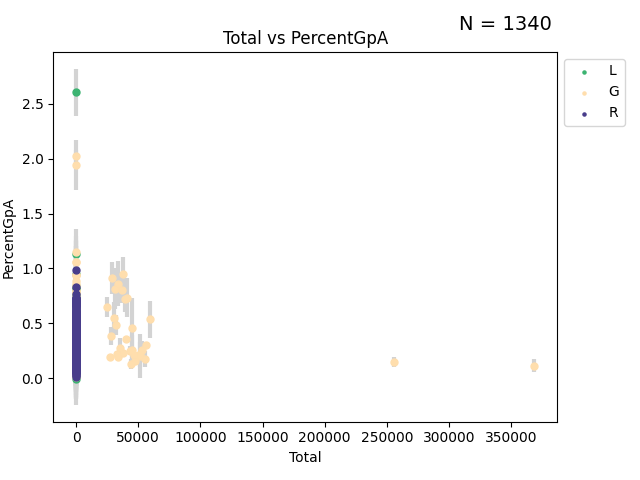 N = 1340
Total vs PercentGpA
L
G
R
PercentGpA
2.5
2.0
1.5
1.0
0.5
0.0
0 50000 100000 150000 200000 250000 300000 350000
Total